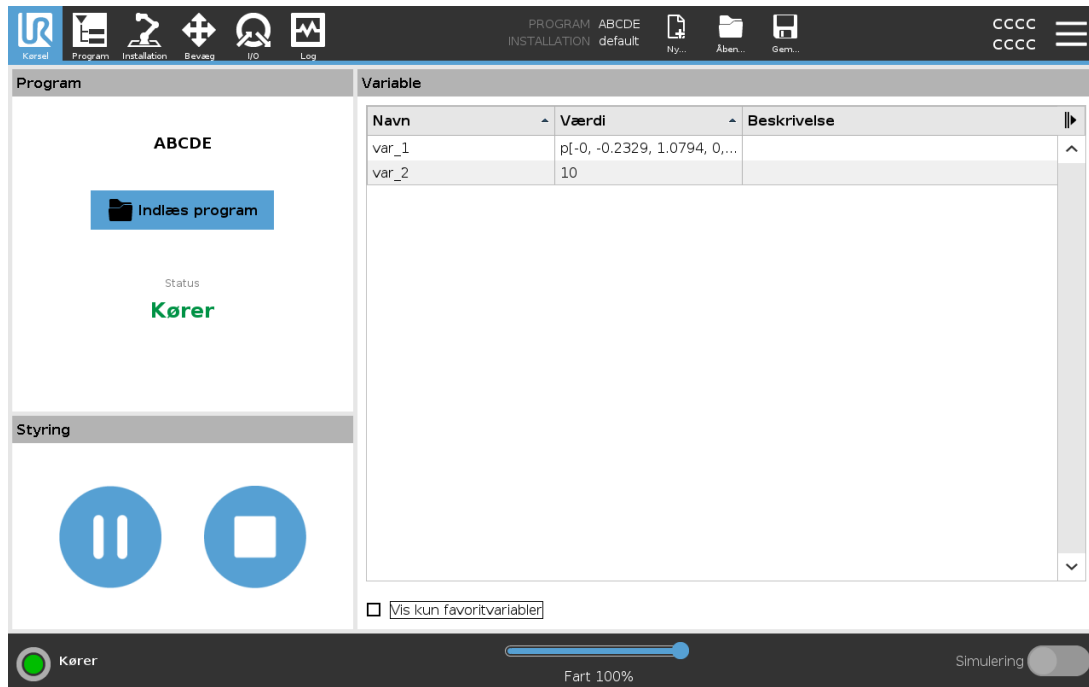 PROGRAM ABCDE
INSTALLATION default
CCCC
CCCC
Kørsel Program Installation Bevæg I/O Log Ny... Åben... Gem...
Program
ABCDE
Indlæs program
Status
Kører
Styring
Variable
Navn Værdi Beskrivelse
var_1 p[-0, -0.2329, 1.0794, 0,...
var_2 10
Vis kun favoritvariabler
Kører
Fart 100%
Simulering